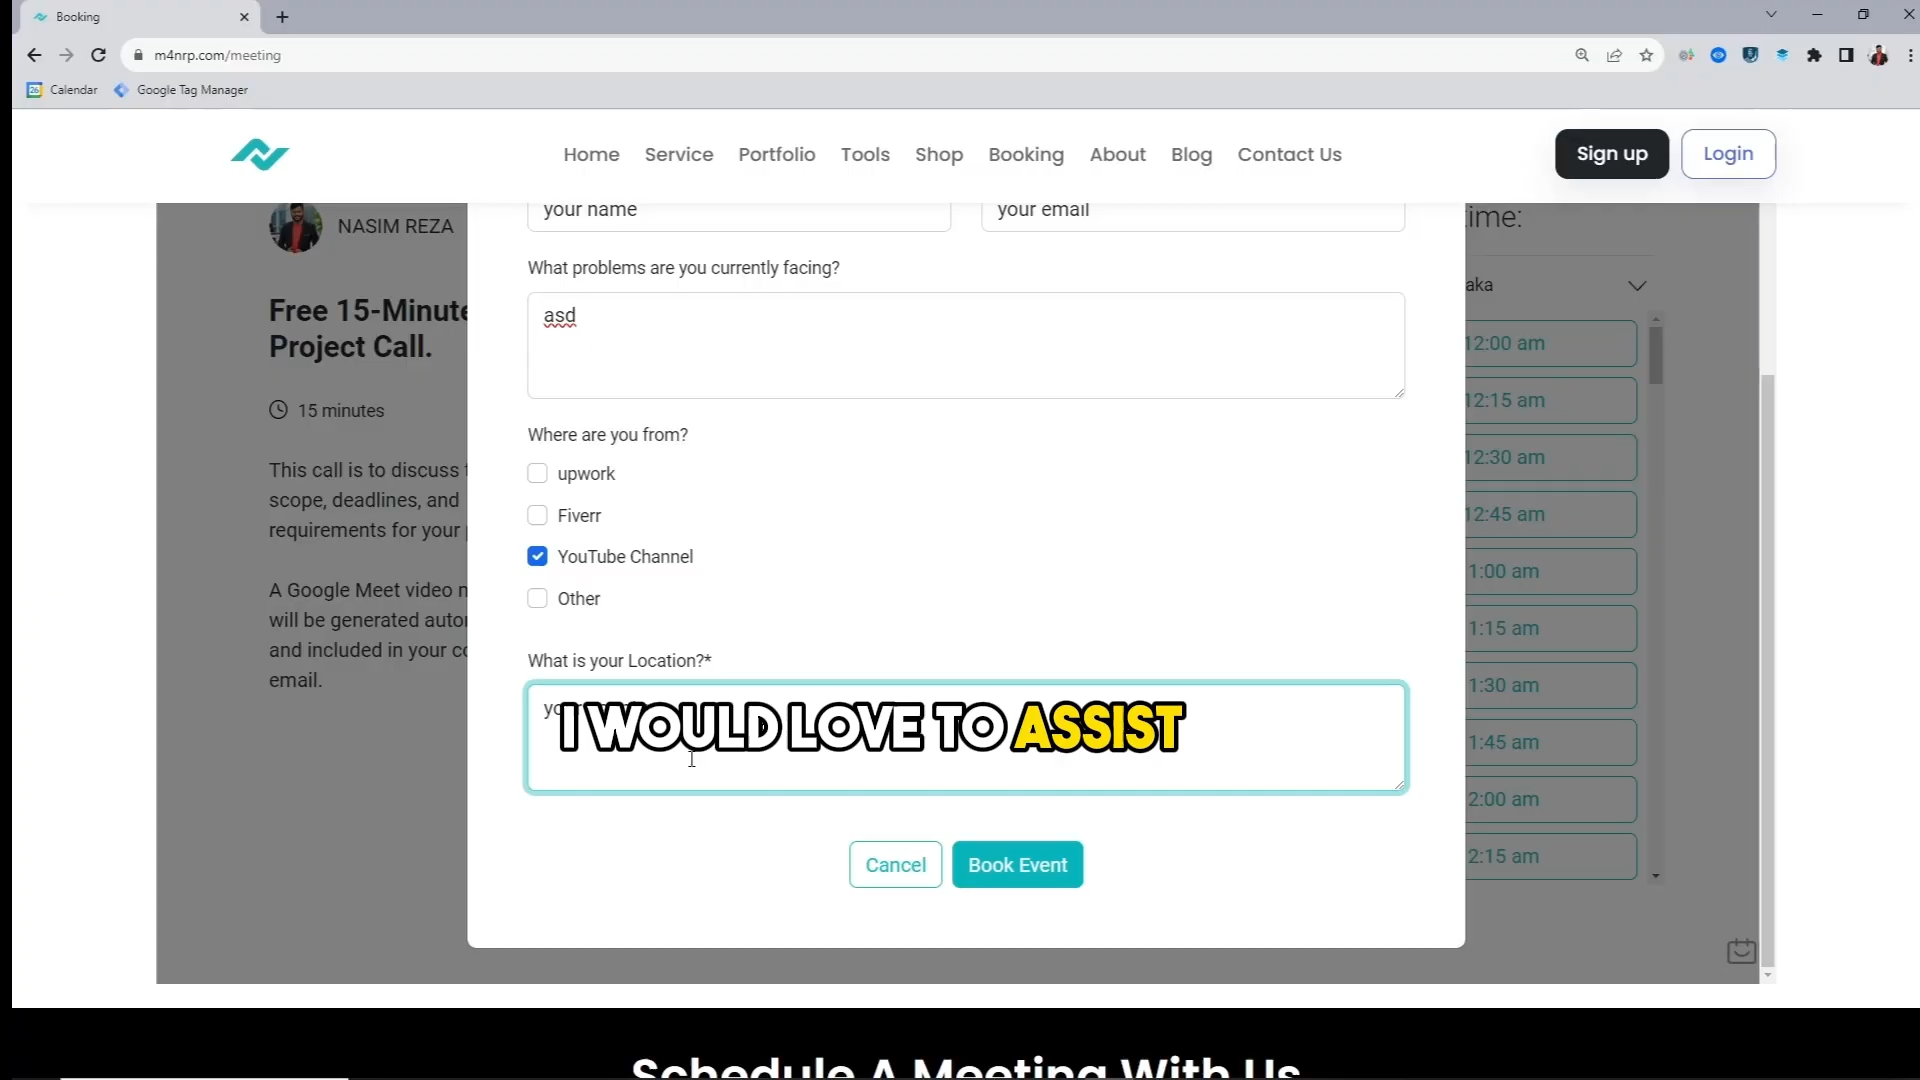 Booking
m4nrp.com/meeting
26 Calendar Google Tag Manager
Home Service Portfolio Tools Shop Booking About Blog Contact Us Sign up Login
your name your email
NASIM REZA
ime:
What problems are you currently facing?
aka
asd
Free 15-Minute
Project Call.
12:00 am
12:15 am
15 minutes
Where are you from?
12:30 am
upwork
This call is to discuss
scope, deadlines, and
Fiverr
12:45 am
requirements for your
YouTube Channel
1:00 am
A Google Meet video
Other
will be generated
1:15 am
and included in your
What is your Location?*
email.
1:30 am
I WOULD LOVE TO ASSIST
1:45 am
2:00 am
Cancel Book Event
2:15 am
Schedule A Meeting With Us